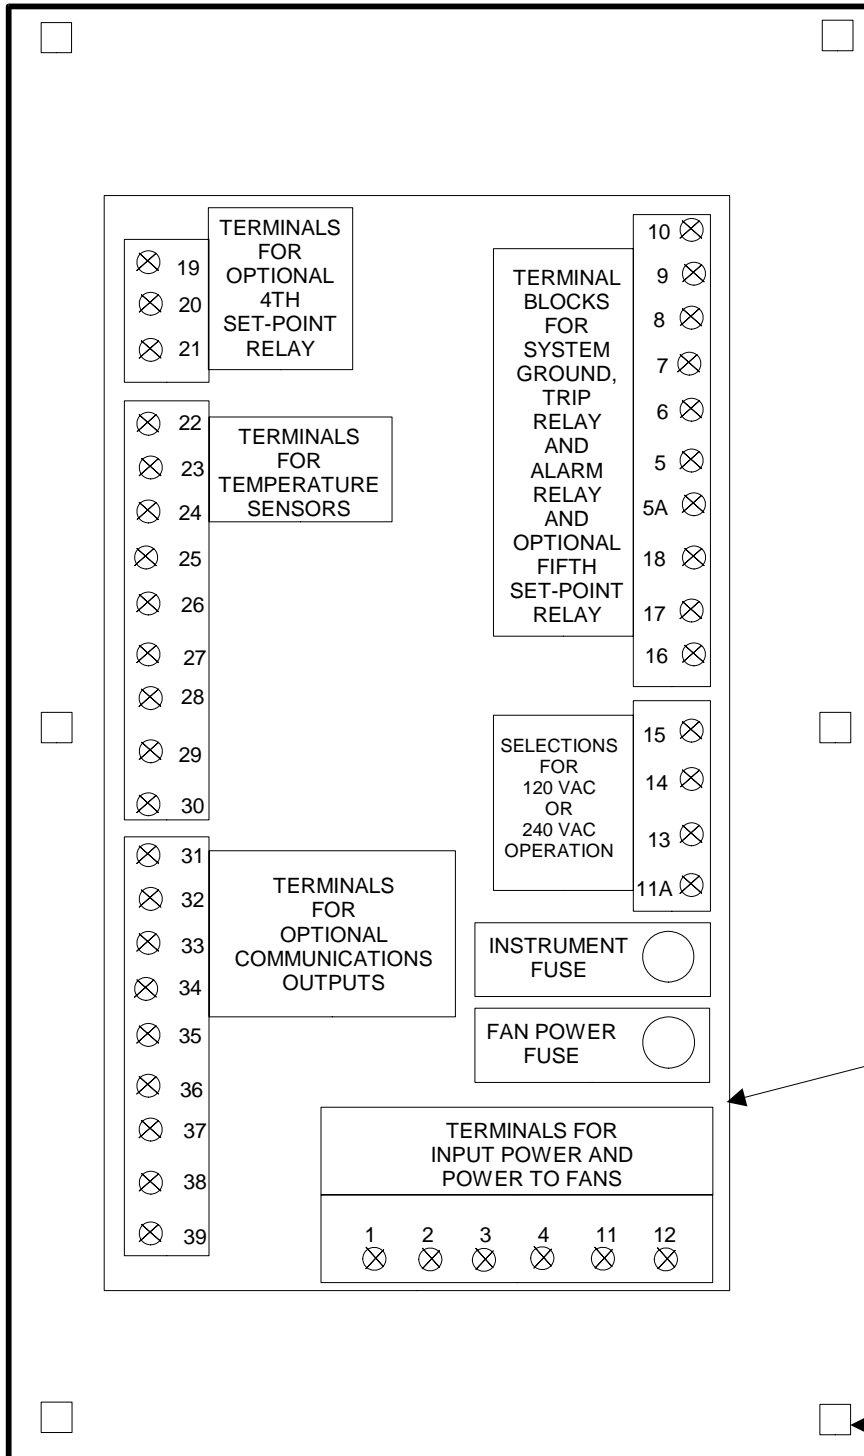 19
20
21
TERMINALS
FOR
OPTIONAL
4TH
SET-POINT
RELAY
22
23
24
25
26
27
28
29
30
TERMINALS
FOR
TEMPERATURE
SENSORS
31
32
33
34
35
36
37
38
39
TERMINALS
FOR
OPTIONAL
COMMUNICATIONS
OUTPUTS
TERMINAL
BLOCKS
FOR
SYSTEM
GROUND,
TRIP
RELAY
AND
ALARM
RELAY
AND
OPTIONAL
FIFTH
SET-POINT
RELAY
10
9
8
7
6
5
5A
18
17
16
SELECTIONS
FOR
120 VAC
OR
240 VAC
OPERATION
15
14
13
11A
INSTRUMENT
FUSE
FAN POWER
FUSE
TERMINALS FOR
INPUT POWER AND
POWER TO FANS
1 2 3 4 11 12